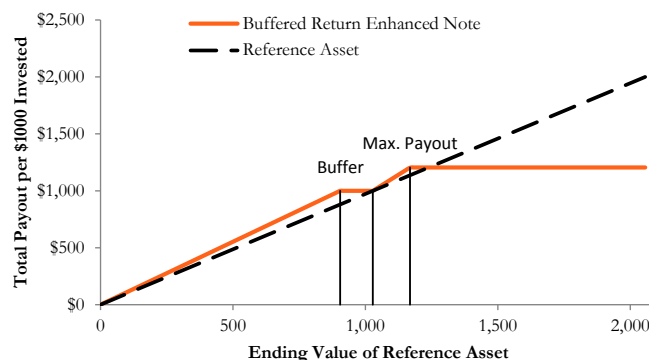 $2,500
Buffered Return Enhanced Note
Reference Asset
$2,000
$1,500
Max. Payout
Buffer
$1,000
$500
$0
0
500
1,000
1,500
2,000
Total Payout per $1000 Invested
Ending Value of Reference Asset